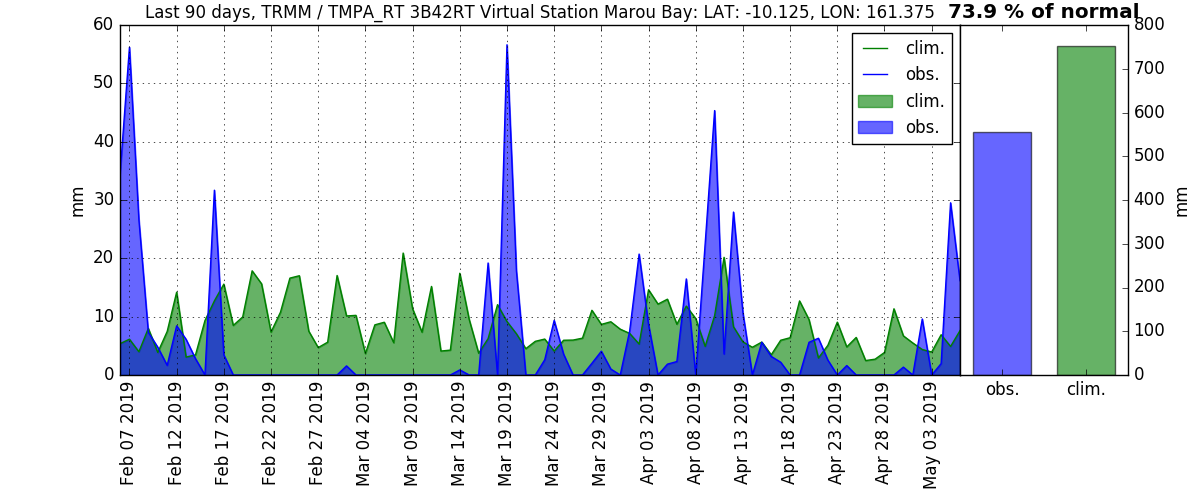 Last 90 days, TRMM / TMPA_RT 3B42RT Virtual Station Marou Bay: LAT: -10.125, LON: 161.375 73.9 % of normal
60
50
40
30
20
10
0
mm
clim.
obs.
clim.
obs.
800
700
600
500
400
300
200
100
0
mm
obs.
clim.
Feb 07 2019
Feb 12 2019
Feb 17 2019
Feb 22 2019
Feb 27 2019
Mar 04 2019
Mar 09 2019
Mar 14 2019
Mar 19 2019
Mar 24 2019
Mar 29 2019
Apr 03 2019
Apr 08 2019
Apr 13 2019
Apr 18 2019
Apr 23 2019
Apr 28 2019
May 03 2019